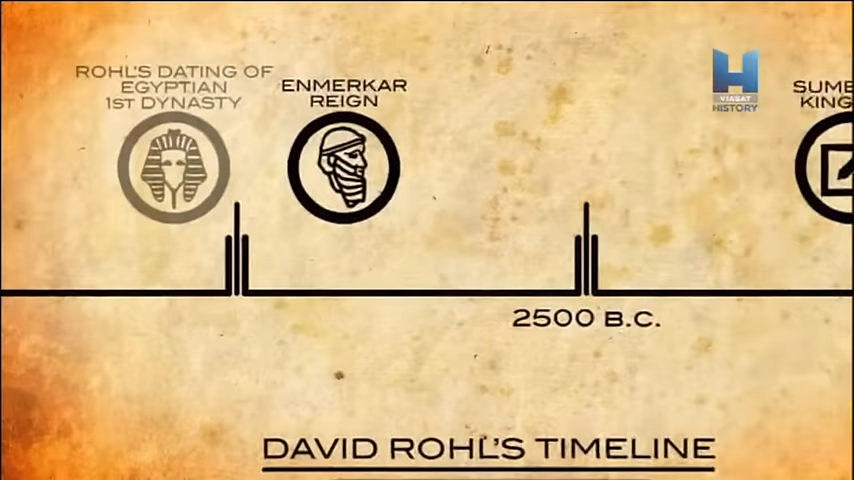 ROHL'S DATING OF
EGYPTIAN
1ST DYNASTY
ENMERKAR
REIGN
H
VIASAT
HISTORY
2500 B.C.
DAVID ROHL'S TIMELINE